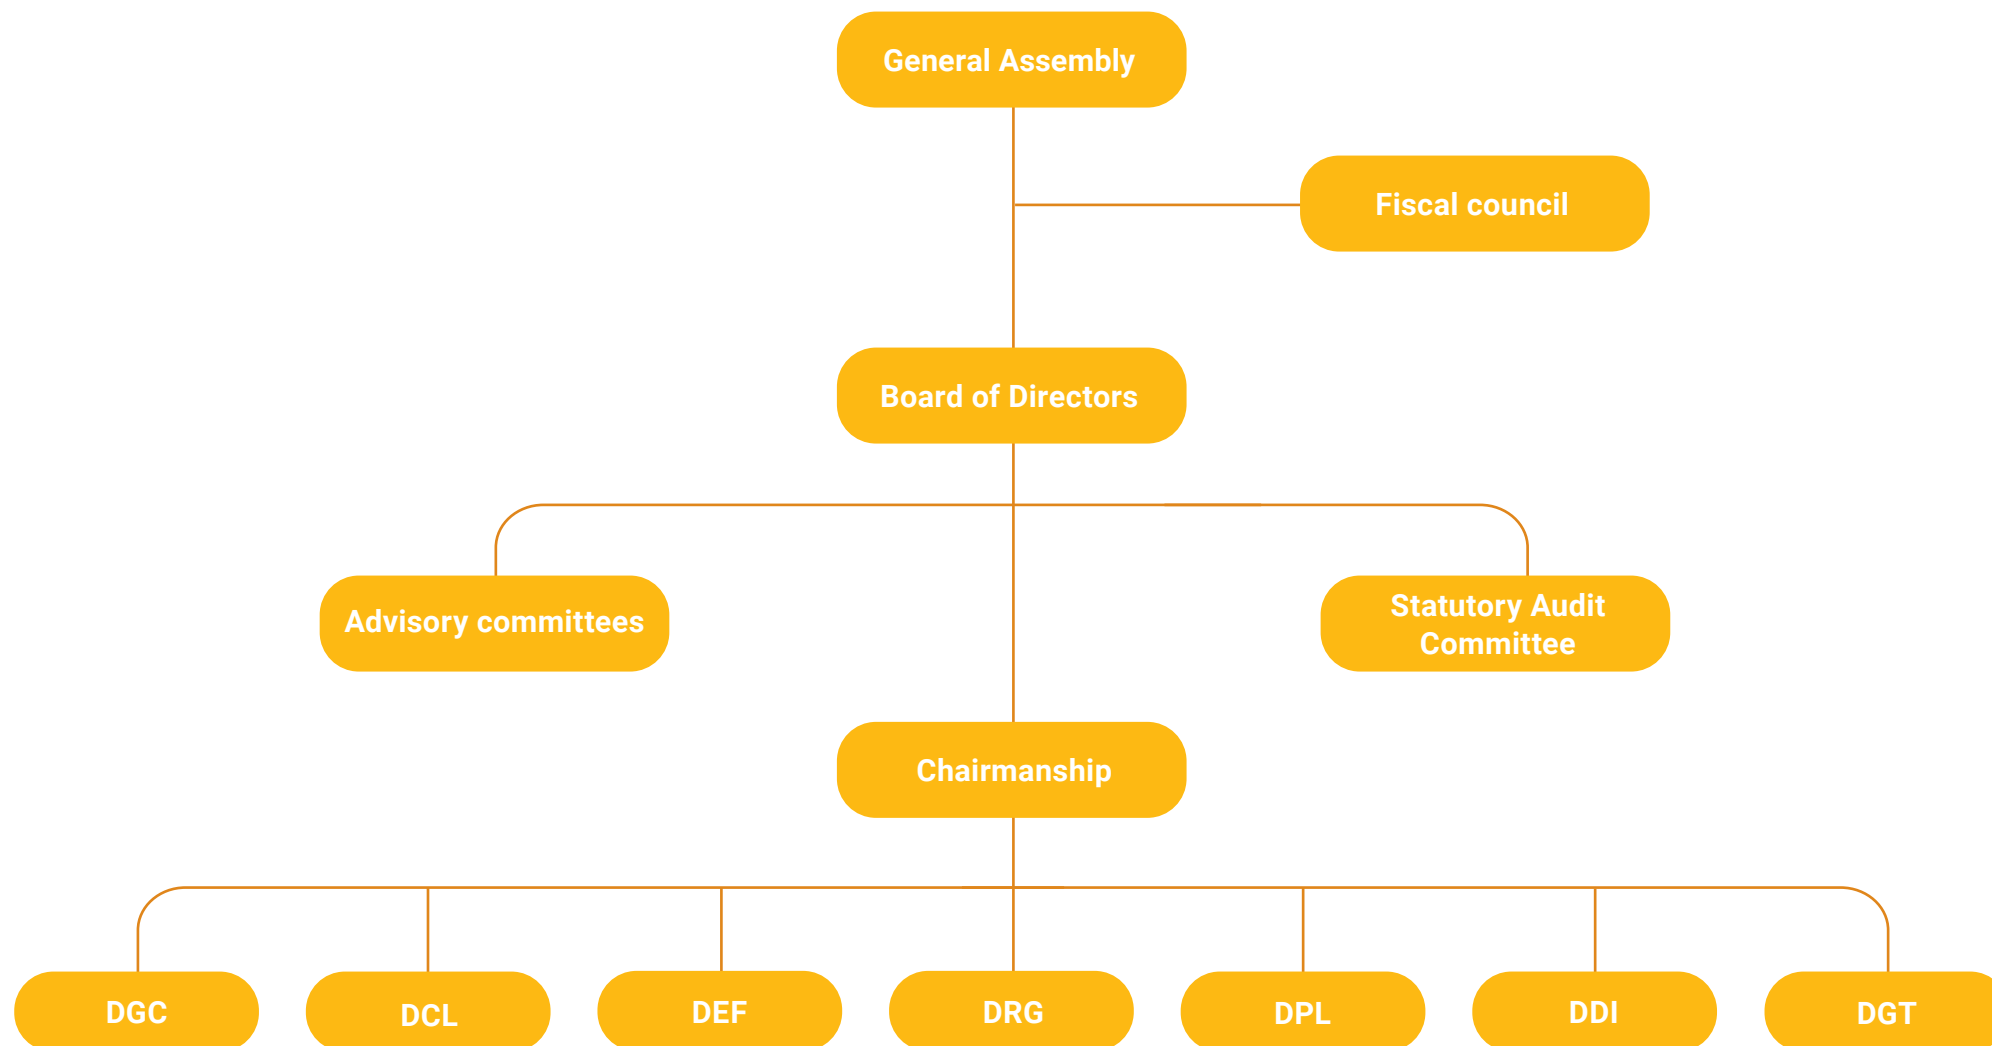 General Assembly
Fiscal council
Board of Directors
Advisory committees
Statutory Audit
Committee
Chairmanship
DGC
DCL
DEF
DRG
DPL
DDI
DGT